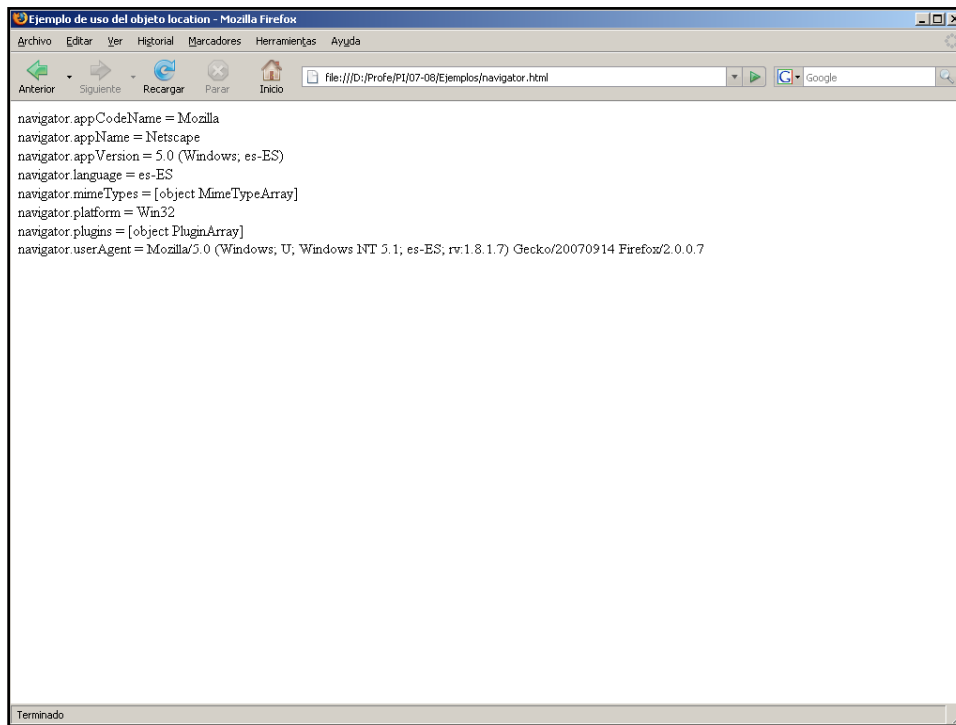 Ejemplo de uso del objeto location - Mozilla Firefox
Archivo Editar Ver Historial Marcadores Herramientas Ayuda
Anterior Siguiente Recargar Parar Inicio
file:///D:/Profe/PI/07-08/Ejemplos/navigator.html
G Google
navigator.appCodeName = Mozilla
navigator.appName = Netscape
navigator.appVersion = 5.0 (Windows; es-ES)
navigator.language = es-ES
navigator.mimeTypes = [object MimeTypeArray]
navigator.platform = Win32
navigator.plugins = [object PluginArray]
navigator.userAgent = Mozilla/5.0 (Windows; U; Windows NT 5.1; es-ES; rv:1.8.1.7) Gecko/20070914 Firefox/2.0.0.7
Terminado